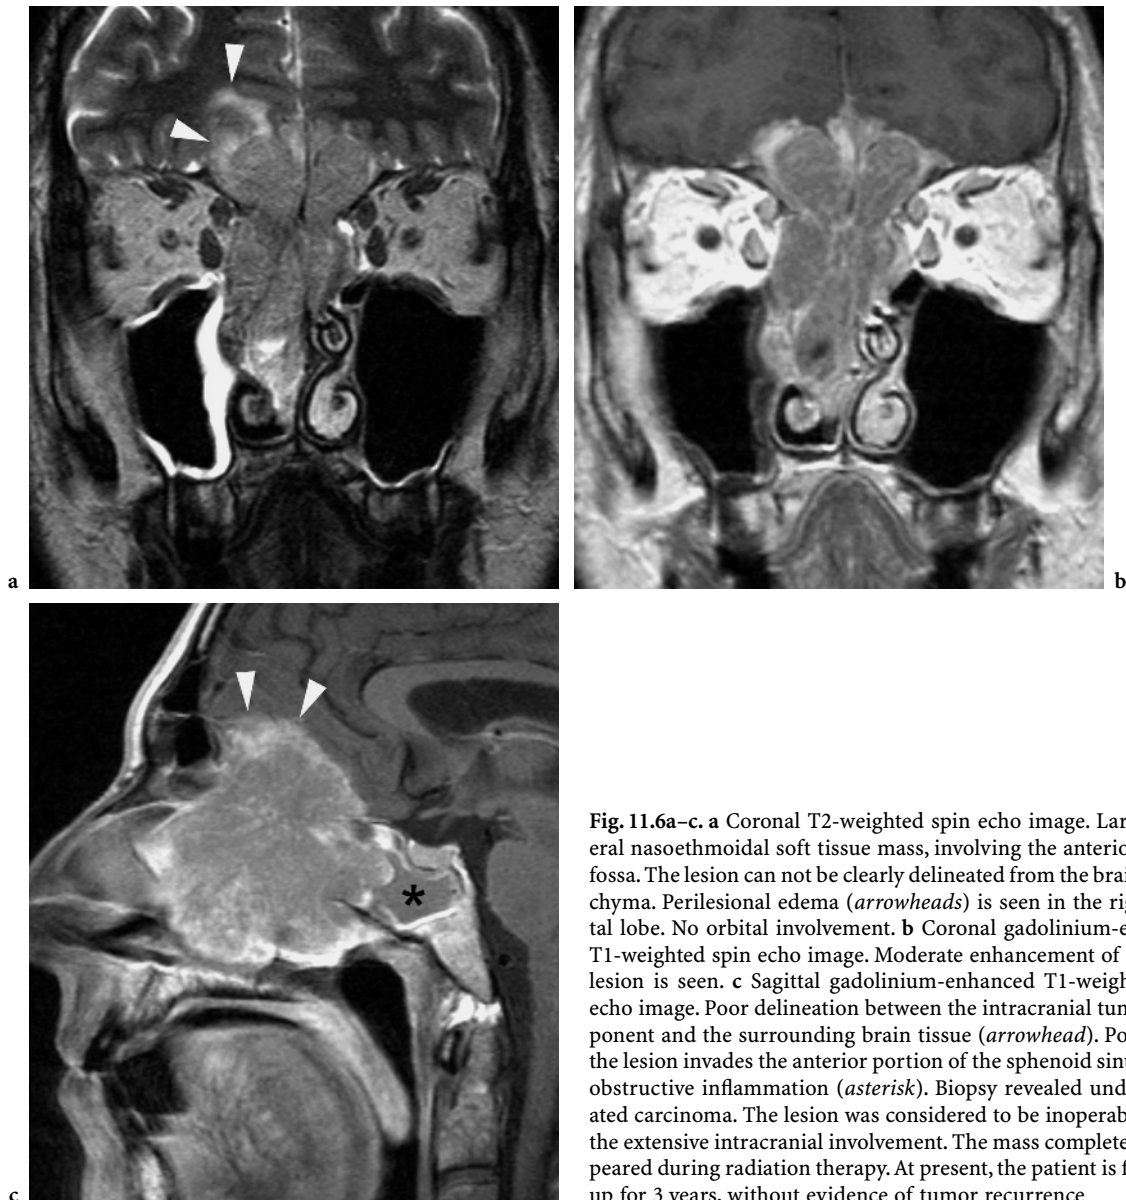 a
b
c
*
Fig. 11.6a–c. a Coronal T2-weighted spin echo image. Lar
eral nasoethmoidal soft tissue mass, involving the anterio
fossa. The lesion can not be clearly delineated from the brai
chyma. Perilesional edema (arrowheads) is seen in the rig
tal lobe. No orbital involvement. b Coronal gadolinium-e
T1-weighted spin echo image. Moderate enhancement of
lesion is seen. c Sagittal gadolinium-enhanced T1-weigh
echo image. Poor delineation between the intracranial tun
ponent and the surrounding brain tissue (arrowhead). Po
the lesion invades the anterior portion of the sphenoid sinu
obstructive inflammation (asterisk). Biopsy revealed und
ated carcinoma. The lesion was considered to be inoperab
the extensive intracranial involvement. The mass complete
peared during radiation therapy. At present, the patient is f
up for 3 years, without evidence of tumor recurrence